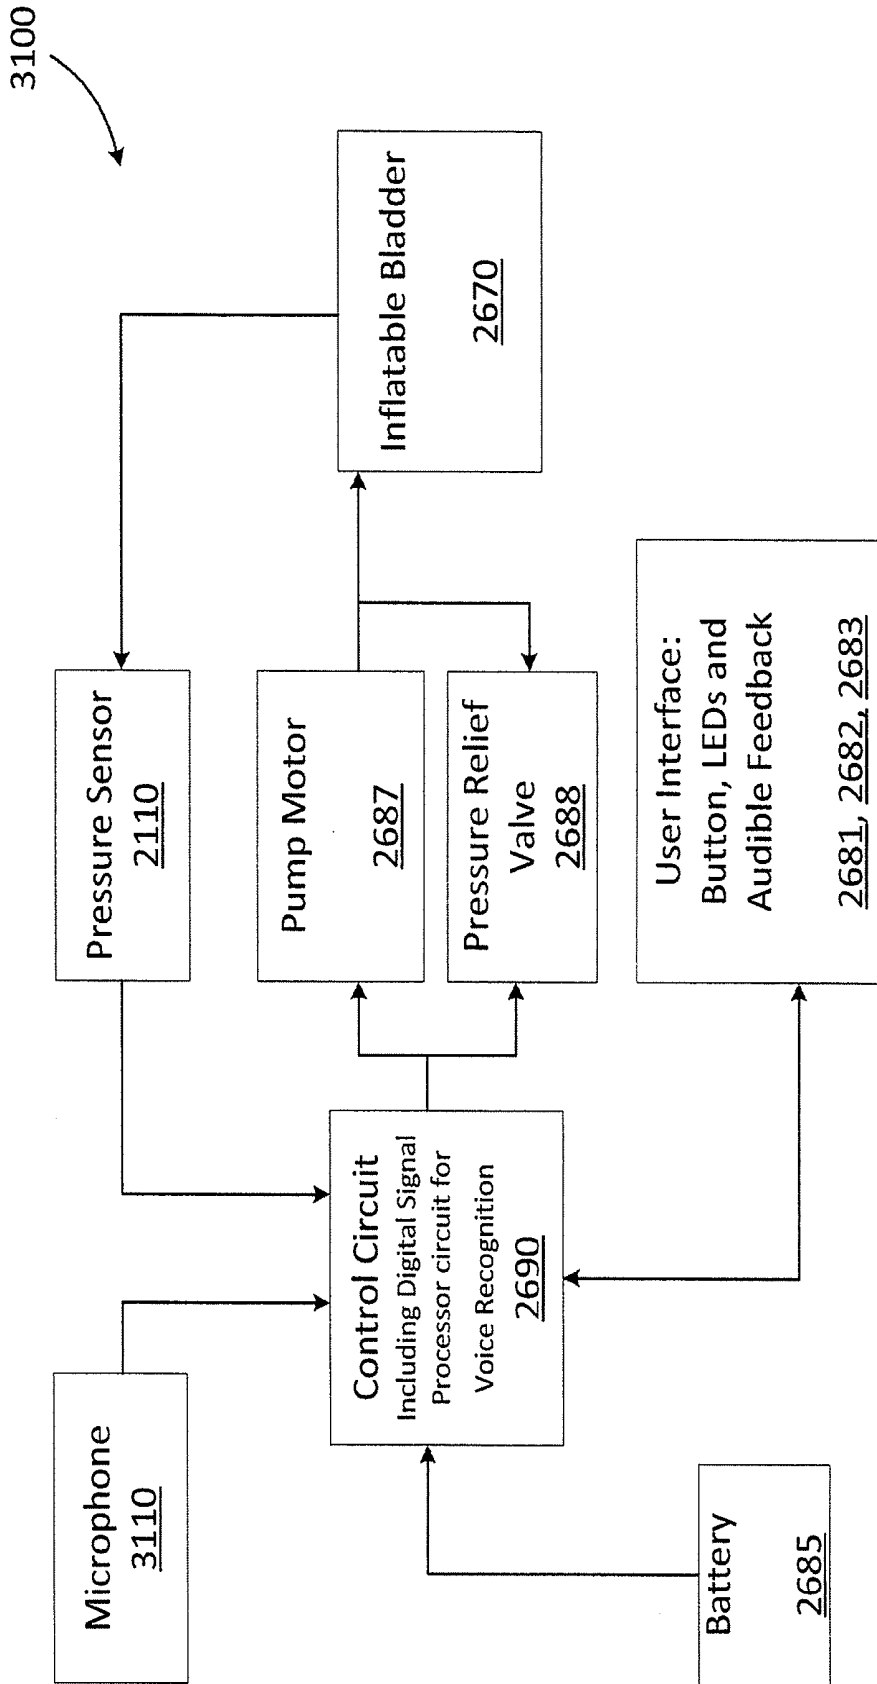 3100
Microphone
3110
Pressure Sensor
2110
Control Circuit
Including Digital Signal
Processor circuit for
Voice Recognition
2690
Pump Motor
2687
Inflatable Bladder
2670
Pressure Relief
Valve
2688
Battery
2685
User Interface:
Button, LEDs and
Audible Feedback
2681, 2682, 2683